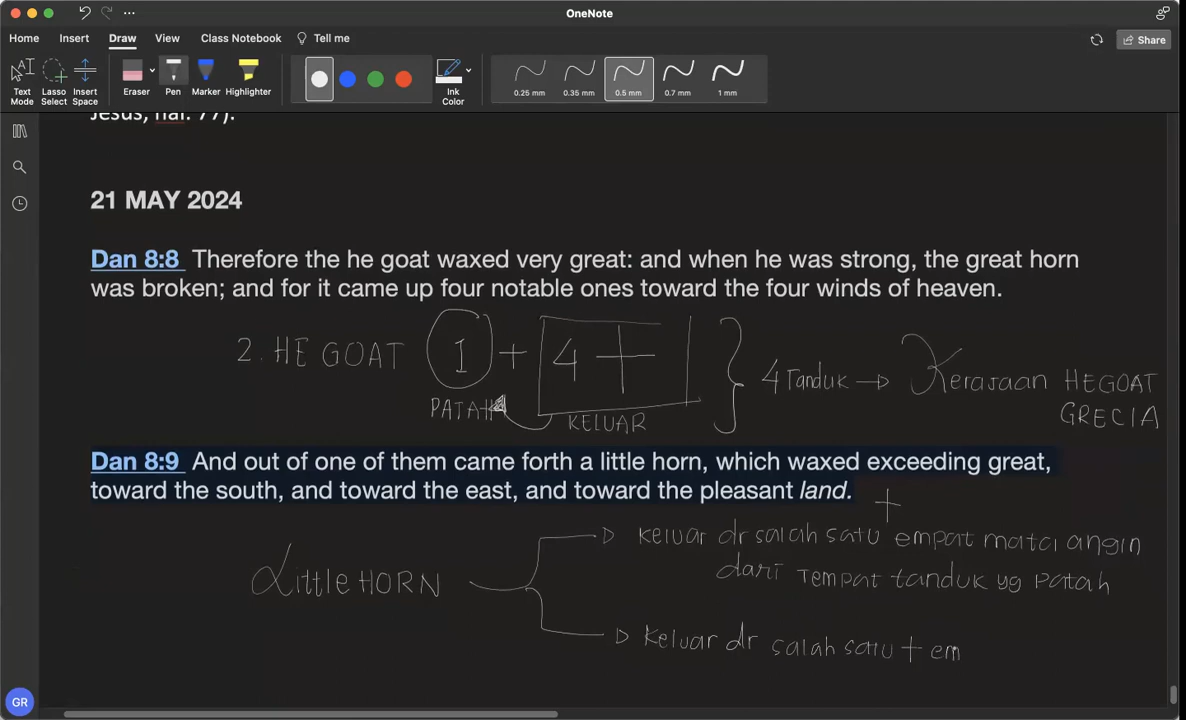 OneNote
Home Insert Draw View Class Notebook Tell me
Share
Text Mode
Lasso Select
Insert Space
Eraser
Pen
Marker
Highlighter
Ink Color
0.25 mm 0.35 mm 0.5 mm 0.7 mm 1 mm
Jesus, hal. 77).
21 MAY 2024
Dan 8:8 Therefore the he goat waxed very great: and when he was strong, the great horn
was broken; and for it came up four notable ones toward the four winds of heaven.
2. HE GOAT 1 + 4 + } 4 Tanduk → Kerajaan HEGOAT
GRECIA
PATAH KELUAR
Dan 8:9 And out of one of them came forth a little horn, which waxed exceeding great,
toward the south, and toward the east, and toward the pleasant land.
+
keluar dr salah satu empat mata angin
dari tempat tanduk yg patah
Little HORN
keluar dr salah satu + em
GR